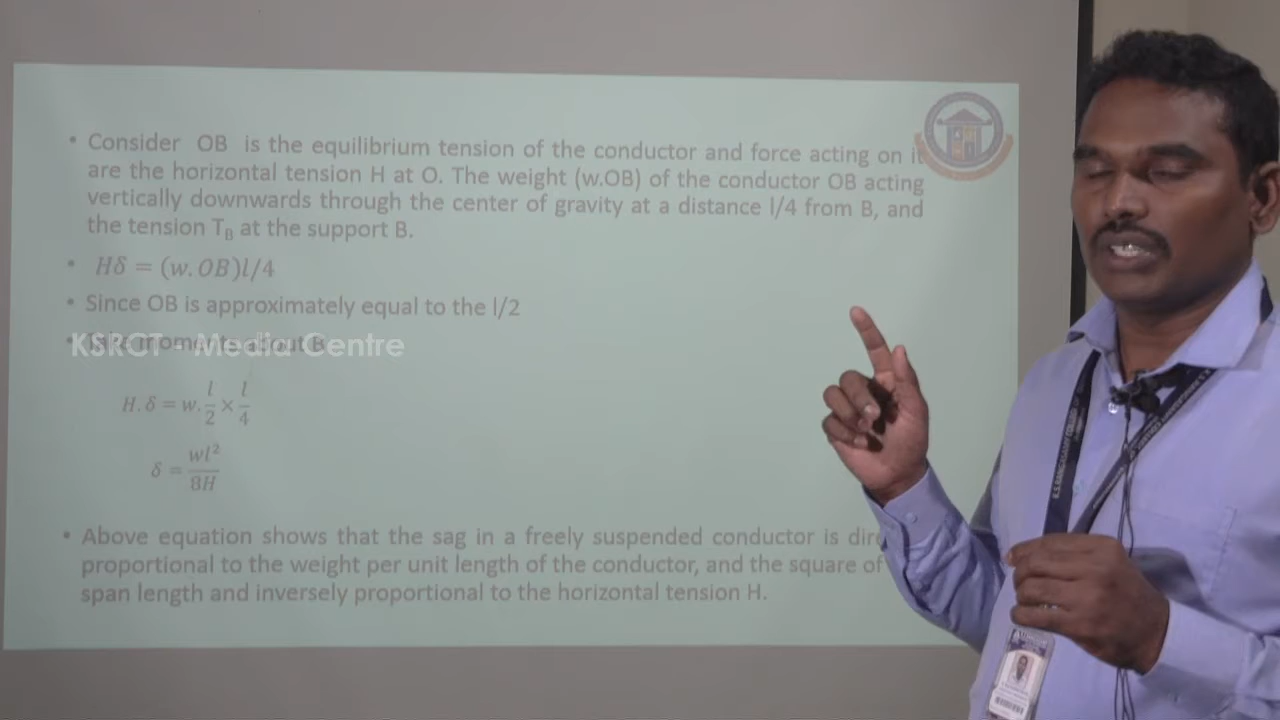 • Consider OB is the equilibrium tension of the conductor and force acting on it
are the horizontal tension H at O. The weight (w.OB) of the conductor OB acting
vertically downwards through the center of gravity at a distance l/4 from B, and
the tension T_B at the support B.
• Hδ = (w.OB)l/4
• Since OB is approximately equal to the l/2
• Take moments about B
KSRCT - Media Centre
H.δ = w.l/2 × l/4
δ = wl²/8H
• Above equation shows that the sag in a freely suspended conductor is dire
proportional to the weight per unit length of the conductor, and the square of
span length and inversely proportional to the horizontal tension H.